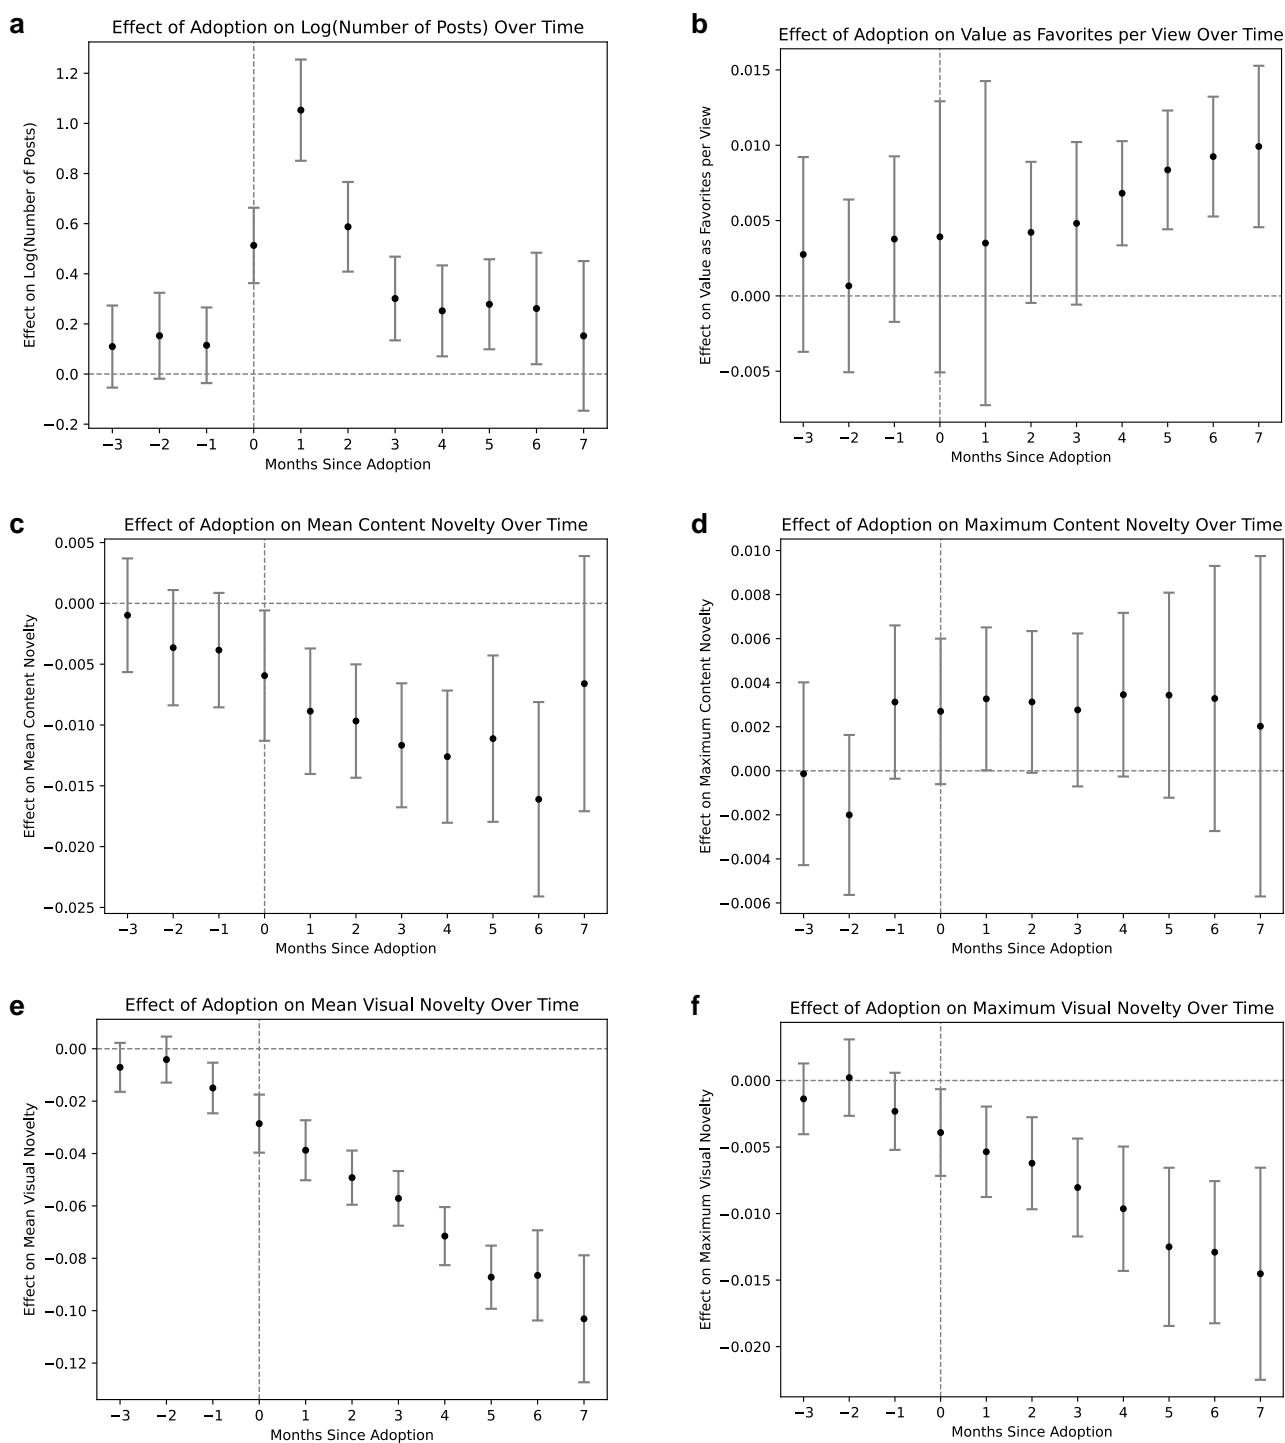 a
Effect of Adoption on Log(Number of Posts) Over Time
Effect on Log(Number of Posts)
1.2
1.0
0.8
0.6
0.4
0.2
0.0
−0.2
−3 −2 −1 0 1 2 3 4 5 6 7
Months Since Adoption
b
Effect of Adoption on Value as Favorites per View Over Time
Effect on Value as Favorites per View
0.015
0.010
0.005
0.000
−0.005
−3 −2 −1 0 1 2 3 4 5 6 7
Months Since Adoption
c
Effect of Adoption on Mean Content Novelty Over Time
Effect on Mean Content Novelty
0.005
0.000
−0.005
−0.010
−0.015
−0.020
−0.025
−3 −2 −1 0 1 2 3 4 5 6 7
Months Since Adoption
d
Effect of Adoption on Maximum Content Novelty Over Time
Effect on Maximum Content Novelty
0.010
0.008
0.006
0.004
0.002
0.000
−0.002
−0.004
−0.006
−3 −2 −1 0 1 2 3 4 5 6 7
Months Since Adoption
e
Effect of Adoption on Mean Visual Novelty Over Time
Effect on Mean Visual Novelty
0.00
−0.02
−0.04
−0.06
−0.08
−0.10
−0.12
−3 −2 −1 0 1 2 3 4 5 6 7
Months Since Adoption
f
Effect of Adoption on Maximum Visual Novelty Over Time
Effect on Maximum Visual Novelty
0.000
−0.005
−0.010
−0.015
−0.020
−3 −2 −1 0 1 2 3 4 5 6 7
Months Since Adoption